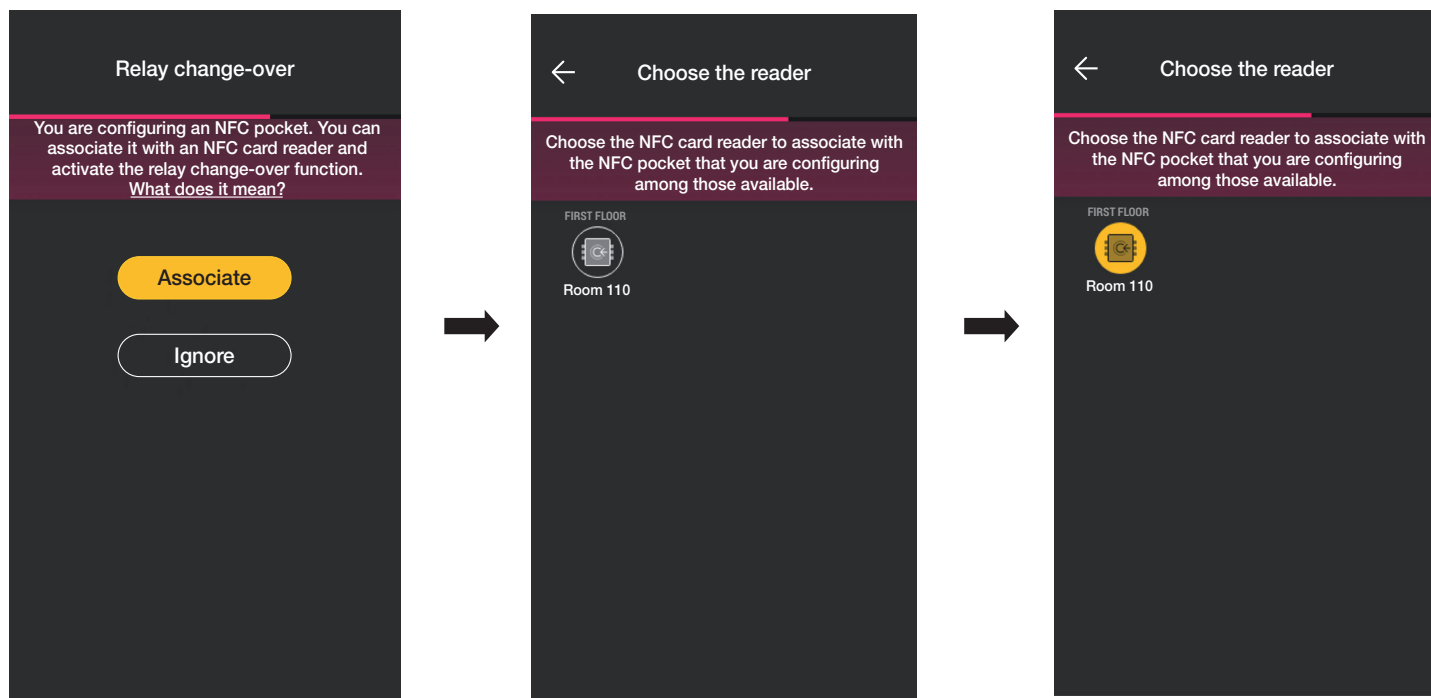 Relay change-over
You are configuring an NFC pocket. You can
associate it with an NFC card reader and
activate the relay change-over function.
What does it mean?
Associate
Ignore
Choose the reader
Choose the NFC card reader to associate with
the NFC pocket that you are configuring
among those available.
FIRST FLOOR
Room 110
Choose the reader
Choose the NFC card reader to associate with
the NFC pocket that you are configuring
among those available.
FIRST FLOOR
Room 110